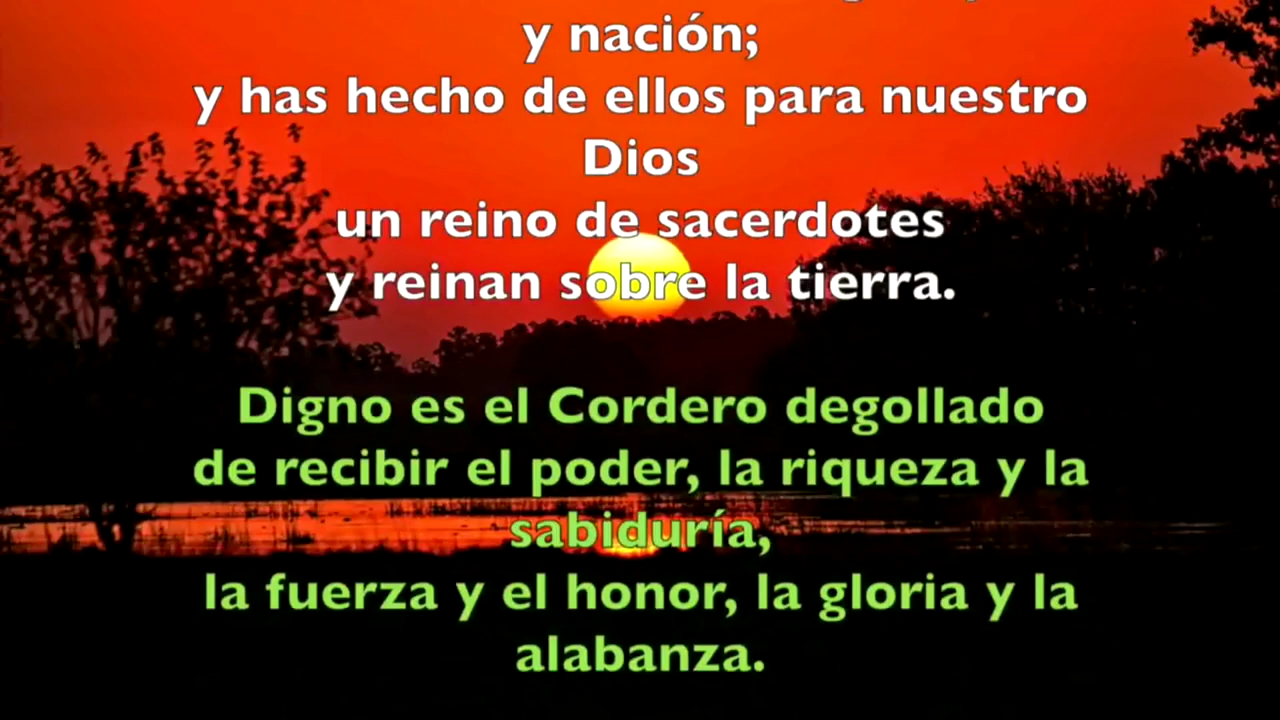 y nación;
y has hecho de ellos para nuestro
Dios
un reino de sacerdotes
y reinan sobre la tierra.
Digno es el Cordero degollado
de recibir el poder, la riqueza y la
sabiduría,
la fuerza y el honor, la gloria y la
alabanza.